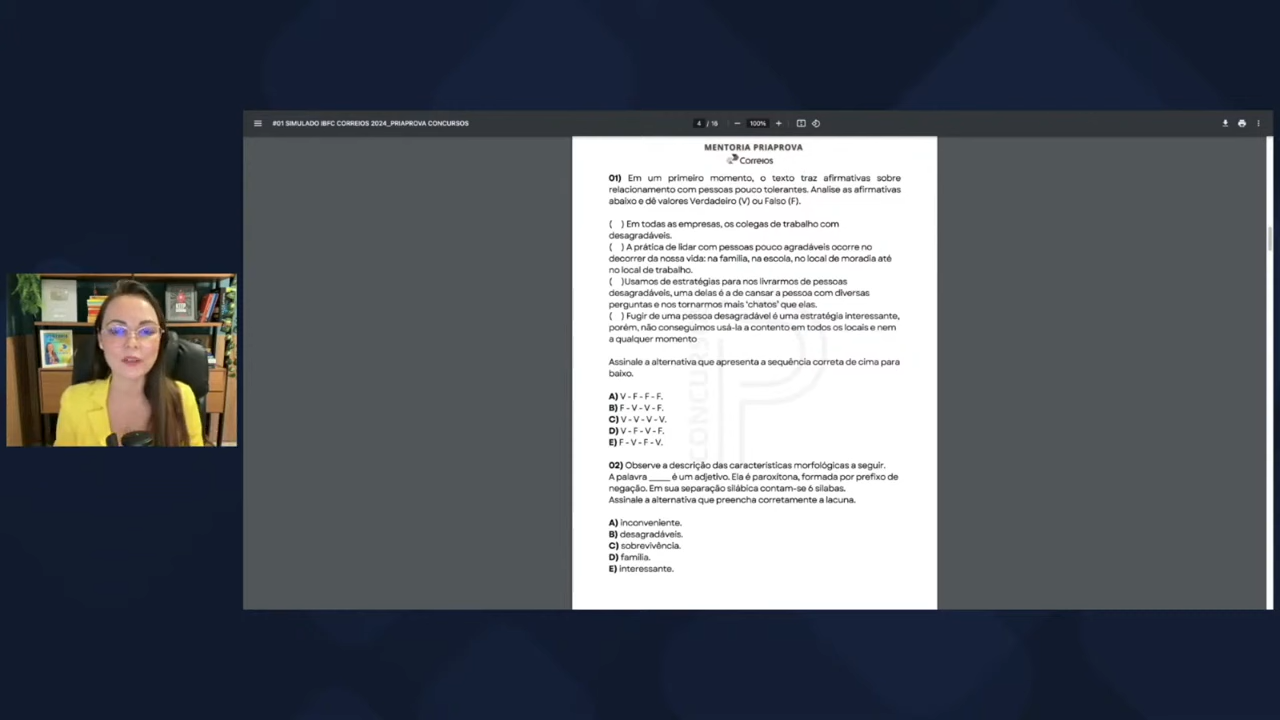 #01 SIMULADO IBFC CORREIOS 2024_PRIAPROVA CONCURSOS
4 / 18
100%
MENTORIA PRIAPROVA
Correios
01) Em um primeiro momento, o texto traz afirmativas sobre
relacionamento com pessoas pouco tolerantes. Analise as afirmativas
abaixo e dê valores Verdadeiro (V) ou Falso (F).
( ) Em todas as empresas, os colegas de trabalho com
desagradáveis.
( ) A prática de lidar com pessoas pouco agradáveis ocorre no
decorrer da nossa vida: na família, na escola, no local de moradia até
no local de trabalho.
( )Usamos de estratégias para nos livrarmos de pessoas
desagradáveis, uma delas é a de cansar a pessoa com diversas
perguntas e nos tornarmos mais 'chatos' que elas.
( ) Fugir de uma pessoa desagradável é uma estratégia interessante,
porém, não conseguimos usá-la a contento em todos os locais e nem
a qualquer momento
Assinale a alternativa que apresenta a sequência correta de cima para
baixo.
A) V - F - F - F.
B) F - V - V - F.
C) V - V - V - V.
D) V - F - V - F.
E) F - V - F - V.
02) Observe a descrição das características morfológicas a seguir.
A palavra ____ é um adjetivo. Ela é paroxítona, formada por prefixo de
negação. Em sua separação silábica contam-se 6 sílabas.
Assinale a alternativa que preencha corretamente a lacuna.
A) inconveniente.
B) desagradáveis.
C) sobrevivência.
D) família.
E) interessante.
CONCURS